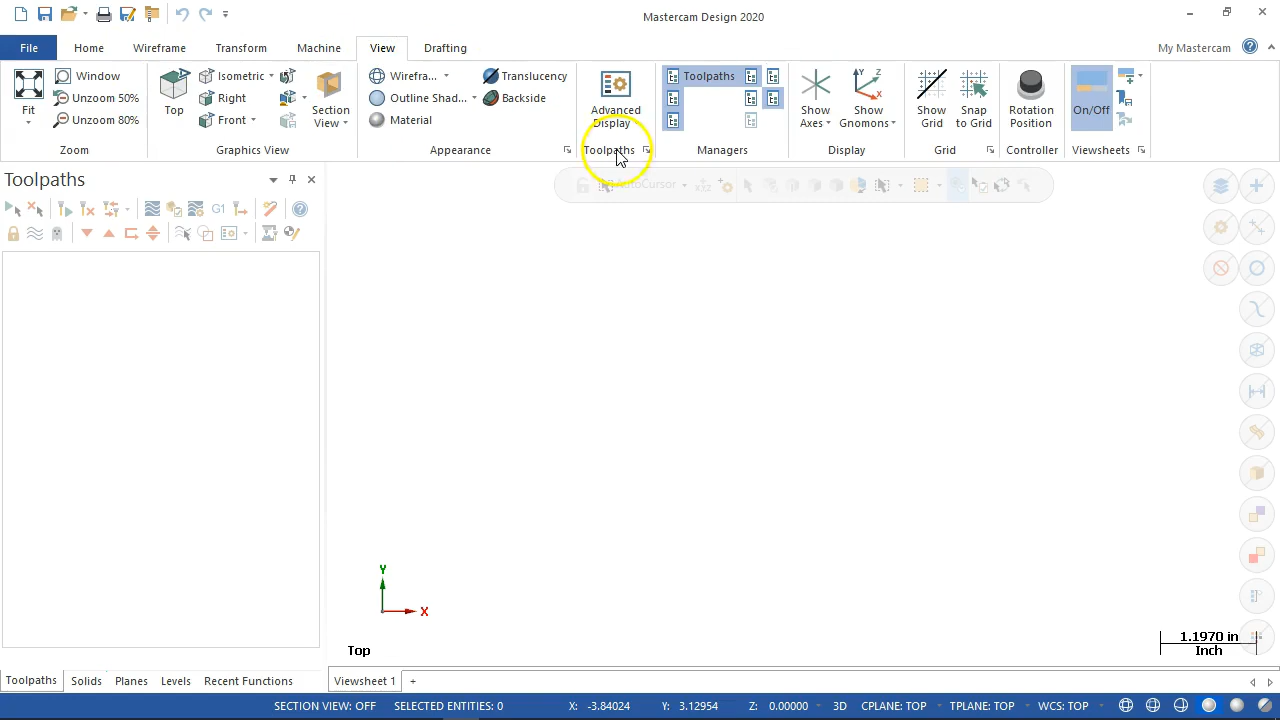 Mastercam Design 2020
File Home Wireframe Transform Machine View Drafting My Mastercam
Fit
Window
Unzoom 50%
Unzoom 80%
Zoom
Top
Isometric
Right
Front
Section View
Graphics View
Wirefra...
Outline Shad...
Material
Translucency
Backside
Appearance
Advanced Display
Toolpaths
Toolpaths
Managers
Show Axes
Show Gnomons
Display
Show Grid
Snap to Grid
Grid
Rotation Position
Controller
On/Off
Viewsheets
Toolpaths
AutoCursor
G1
Y
X
Z
X
Y
X
Top
1.1970 in
Inch
Toolpaths Solids Planes Levels Recent Functions
Viewsheet 1 +
SECTION VIEW: OFF SELECTED ENTITIES: 0 X: -3.84024 Y: 3.12954 Z: 0.00000 3D CPLANE: TOP TPLANE: TOP WCS: TOP